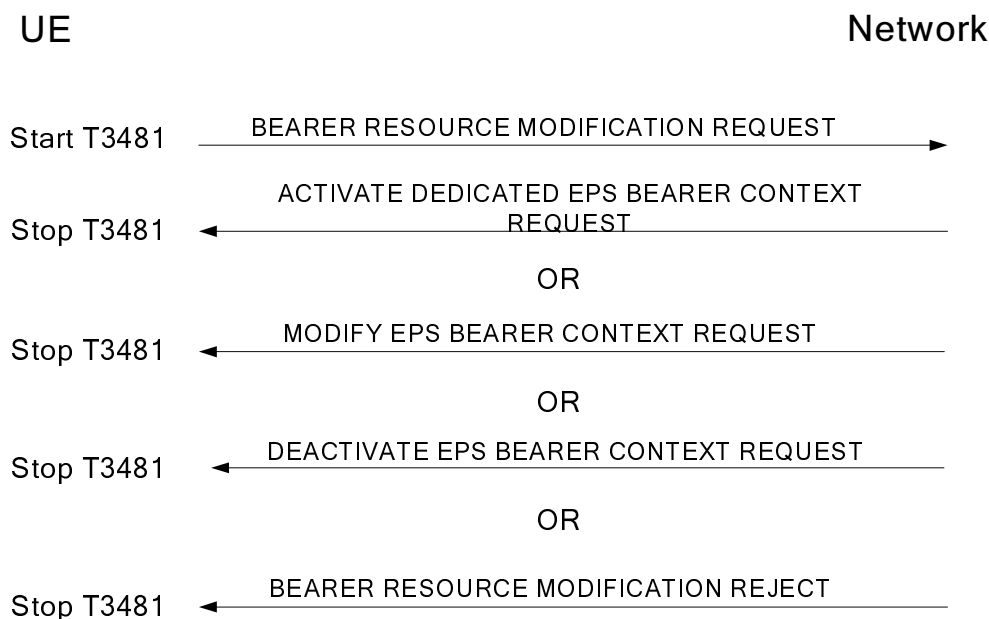 UE Network
Start T3481 BEARER RESOURCE MODIFICATION REQUEST
ACTIVATE DEDICATED EPS BEARER CONTEXT
REQUEST
Stop T3481
OR
MODIFY EPS BEARER CONTEXT REQUEST
Stop T3481
OR
DEACTIVATE EPS BEARER CONTEXT REQUEST
Stop T3481
OR
BEARER RESOURCE MODIFICATION REJECT
Stop T3481